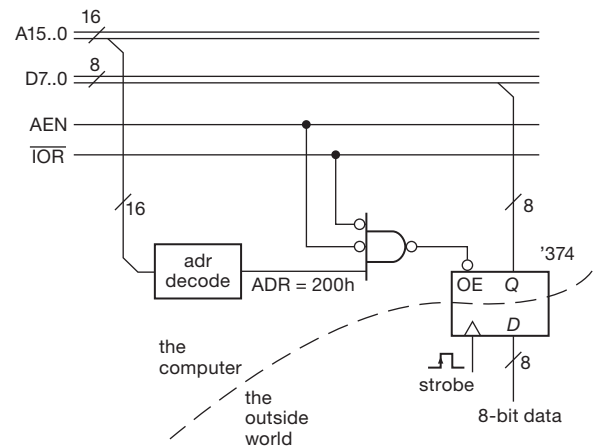 16
A15..0
8
D7..0
AEN
IOR
16
8
adr
decode
ADR = 200h
'374
OE Q
D
the
computer
the
outside
world
strobe
8
8-bit data